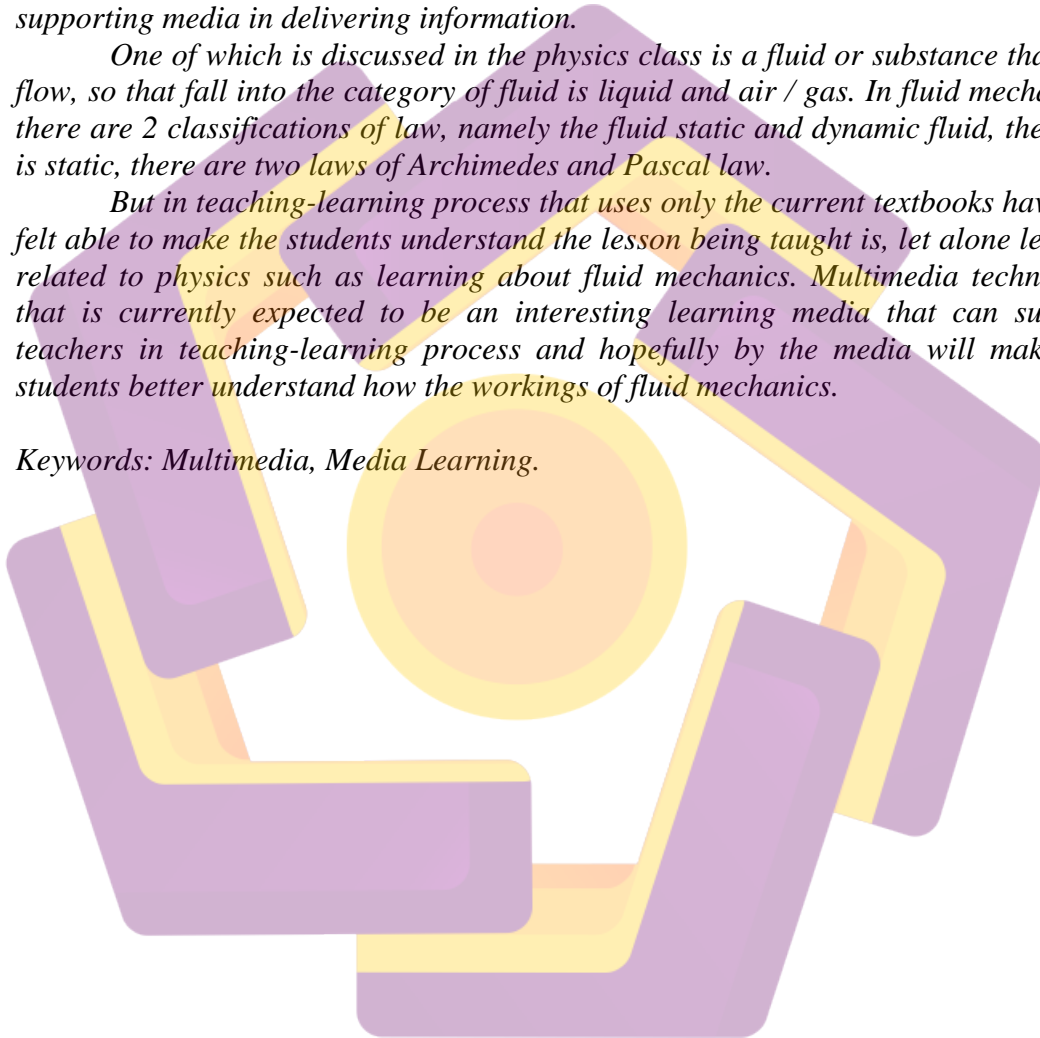 supporting media in delivering information.
One of which is discussed in the physics class is a fluid or substance tha
flow, so that fall into the category of fluid is liquid and air / gas. In fluid mecha
there are 2 classifications of law, namely the fluid static and dynamic fluid, the
is static, there are two laws of Archimedes and Pascal law.
But in teaching-learning process that uses only the current textbooks hav
felt able to make the students understand the lesson being taught is, let alone le
related to physics such as learning about fluid mechanics. Multimedia techn
that is currently expected to be an interesting learning media that can su
teachers in teaching-learning process and hopefully by the media will mak
students better understand how the workings of fluid mechanics.
Keywords: Multimedia, Media Learning.